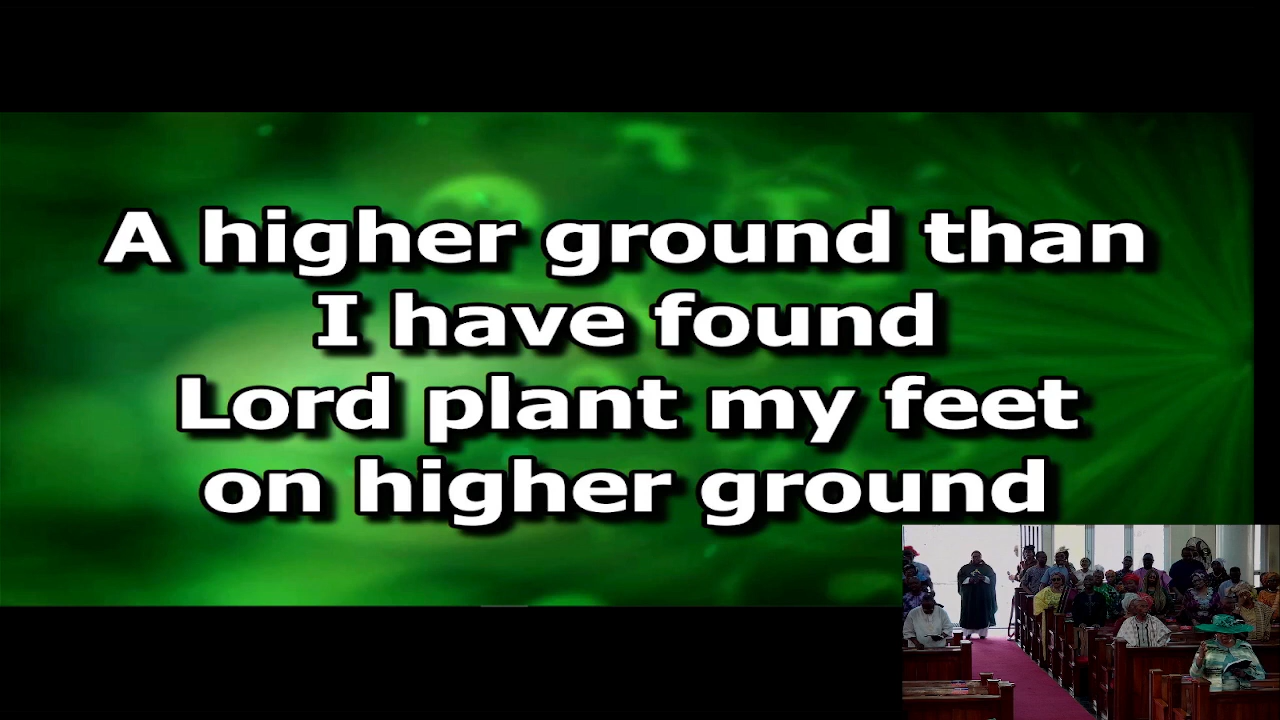 A higher ground than
I have found
Lord plant my feet
on higher ground